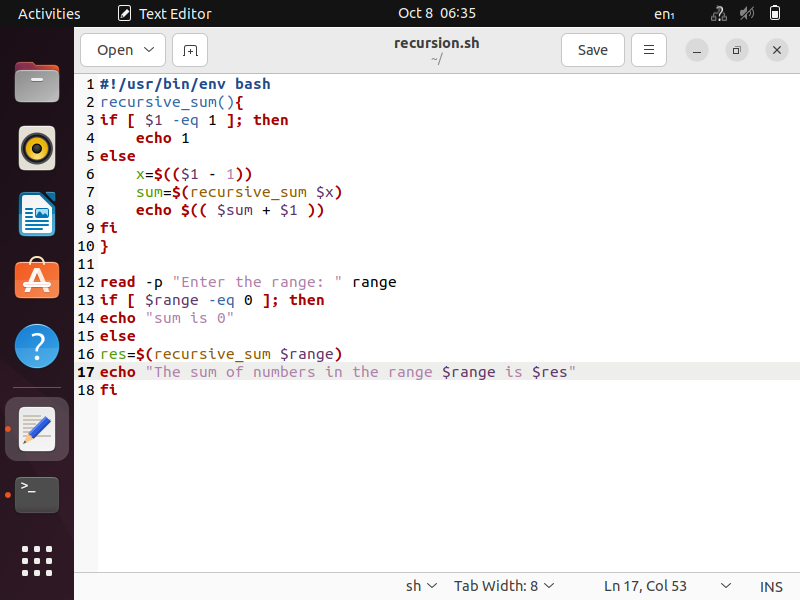 Activities Text Editor Oct 8 06:35 en₁
Open recursion.sh Save
~/
1 #!/usr/bin/env bash
2 recursive_sum(){
3 if [ $1 -eq 1 ]; then
4     echo 1
5 else
6     x=$(($1 - 1))
7     sum=$(recursive_sum $x)
8     echo $(( $sum + $1 ))
9 fi
10 }
11
12 read -p "Enter the range: " range
13 if [ $range -eq 0 ]; then
14 echo "sum is 0"
15 else
16 res=$(recursive_sum $range)
17 echo "The sum of numbers in the range $range is $res"
18 fi
sh Tab Width: 8 Ln 17, Col 53 INS